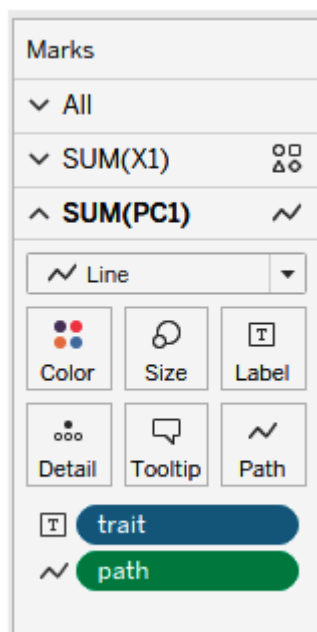 Marks
All
SUM(X1)
SUM(PC1)
Line
Color Size Label
Detail Tooltip Path
T trait
path